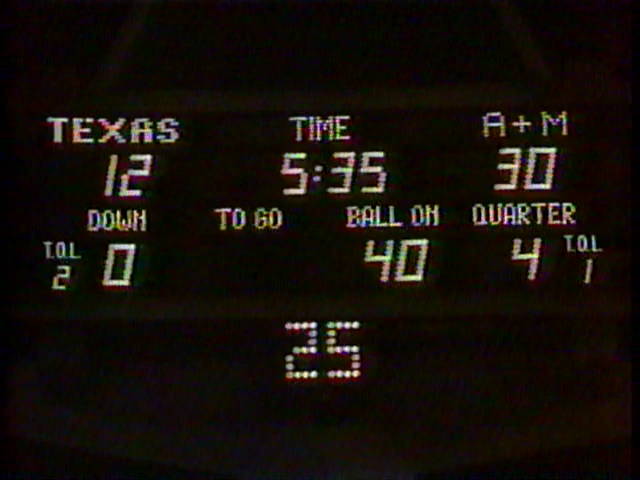 TEXAS TIME A+M
12 5:35 30
DOWN TO GO BALL ON QUARTER
T.O.L 2 0 40 4 T.O.L 1
25